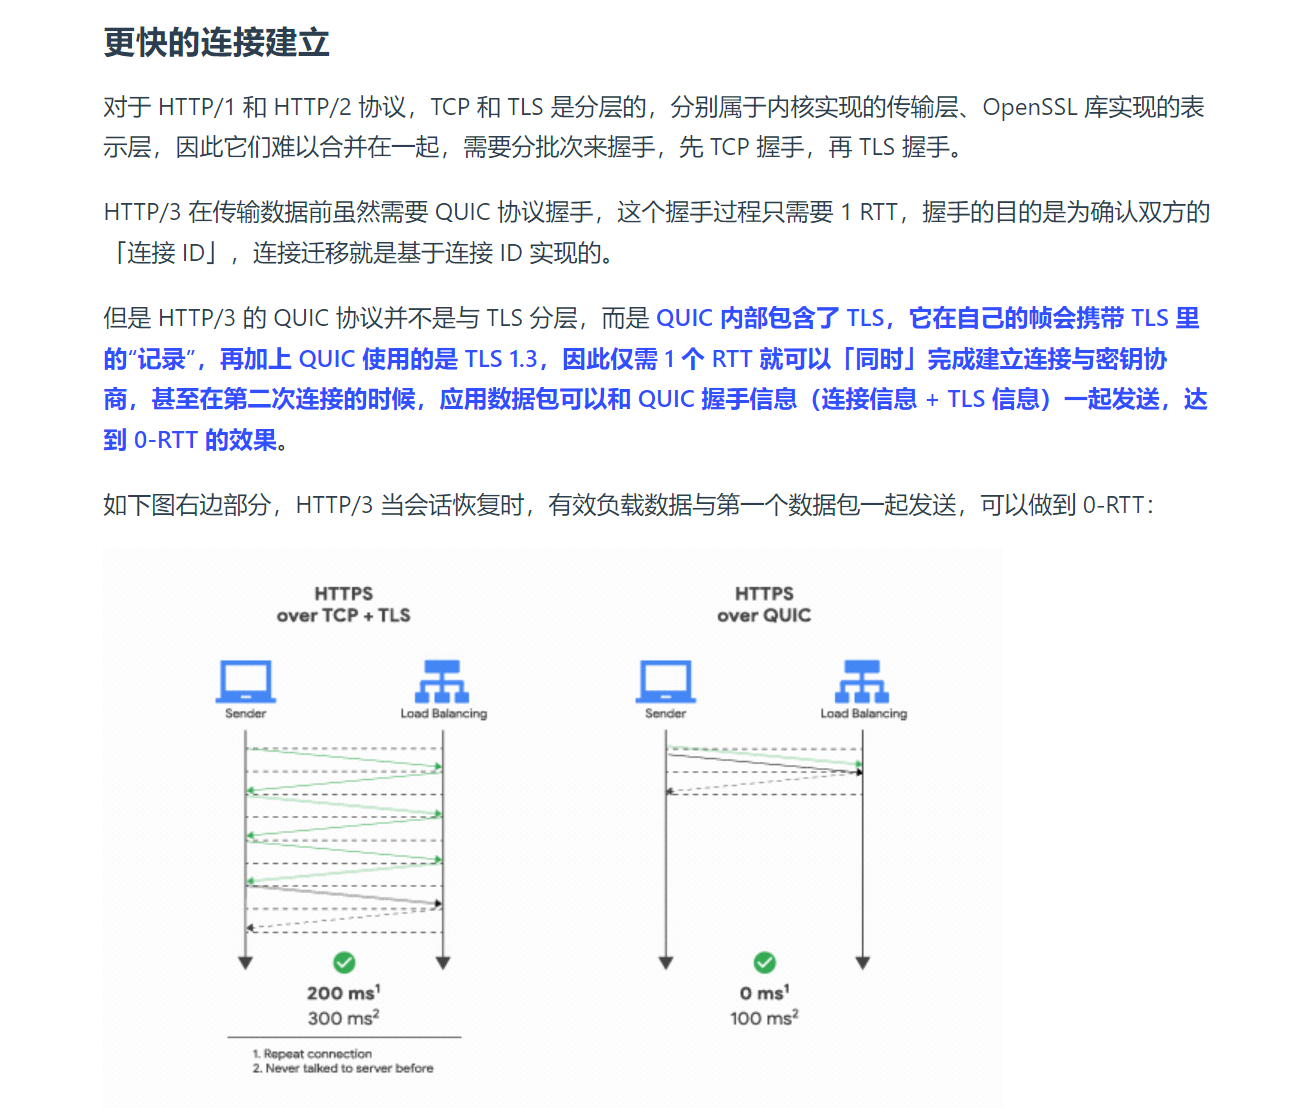 更快的连接建立
对于 HTTP/1 和 HTTP/2 协议，TCP 和 TLS 是分层的，分别属于内核实现的传输层、OpenSSL 库实现的表
示层，因此它们难以合并在一起，需要分批次来握手，先 TCP 握手，再 TLS 握手。
HTTP/3 在传输数据前虽然需要 QUIC 协议握手，这个握手过程只需要 1 RTT，握手的目的是为确认双方的
「连接 ID」，连接迁移就是基于连接 ID 实现的。
但是 HTTP/3 的 QUIC 协议并不是与 TLS 分层，而是 QUIC 内部包含了 TLS，它在自己的帧会携带 TLS 里
的“记录”，再加上 QUIC 使用的是 TLS 1.3，因此仅需 1 个 RTT 就可以「同时」完成建立连接与密钥协
商，甚至在第二次连接的时候，应用数据包可以和 QUIC 握手信息（连接信息 + TLS 信息）一起发送，达
到 0-RTT 的效果。
如下图右边部分，HTTP/3 当会话恢复时，有效负载数据与第一个数据包一起发送，可以做到 0-RTT：
HTTPS
over TCP + TLS
Sender
Load Balancing
200 ms¹
300 ms²
1. Repeat connection
2. Never talked to server before
HTTPS
over QUIC
Sender
Load Balancing
0 ms¹
100 ms²